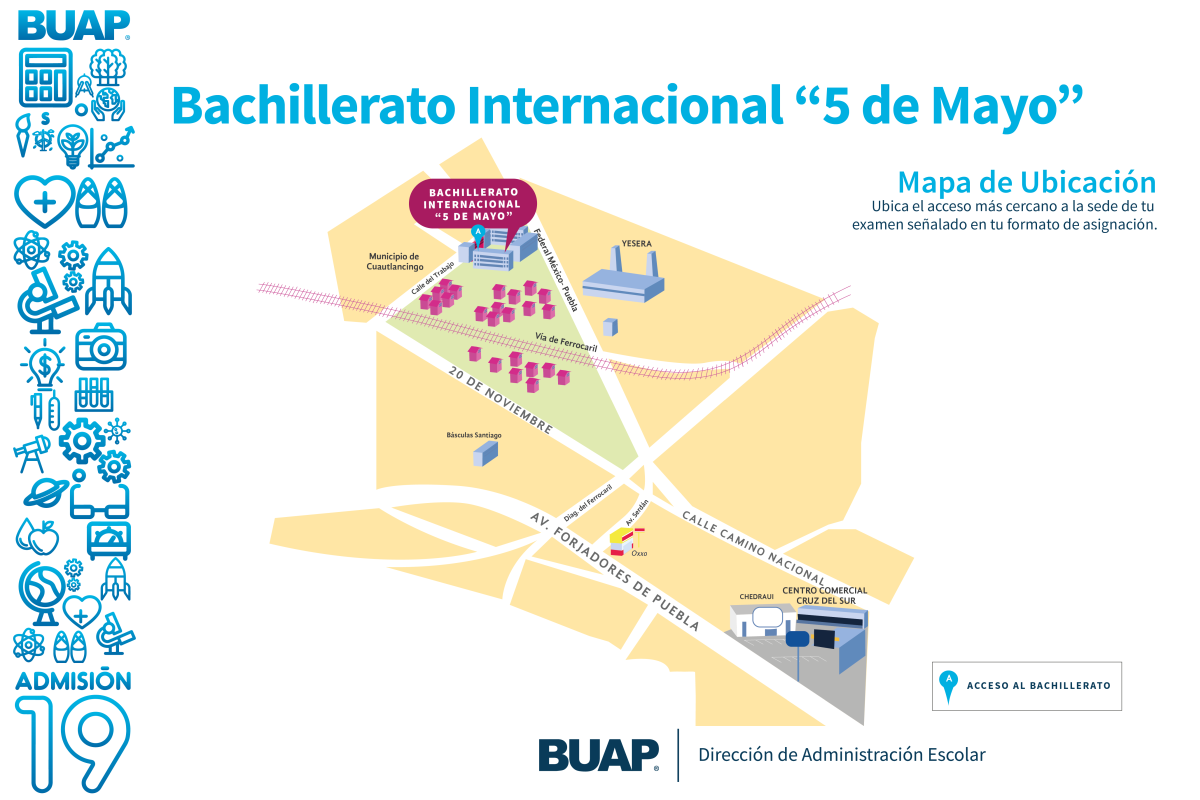 BUAP®
Bachillerato Internacional “5 de Mayo”
Mapa de Ubicación
Ubica el acceso más cercano a la sede de tu
examen señalado en tu formato de asignación.
BACHILLERATO
INTERNACIONAL
“5 DE MAYO”
A
Municipio de
Cuautlancingo
Calle del Trabajo
Federal México- Puebla
YESERA
Vía de Ferrocaril
20 DE NOVIEMBRE
Básculas Santiago
Diag. del Ferrocaril
Av. Serdán
AV. FORJADORES DE PUEBLA
Oxxo
CALLE CAMINO NACIONAL
CHEDRAUI
CENTRO COMERCIAL
CRUZ DEL SUR
A ACCESO AL BACHILLERATO
ADMISIÓN
19
BUAP®
Dirección de Administración Escolar